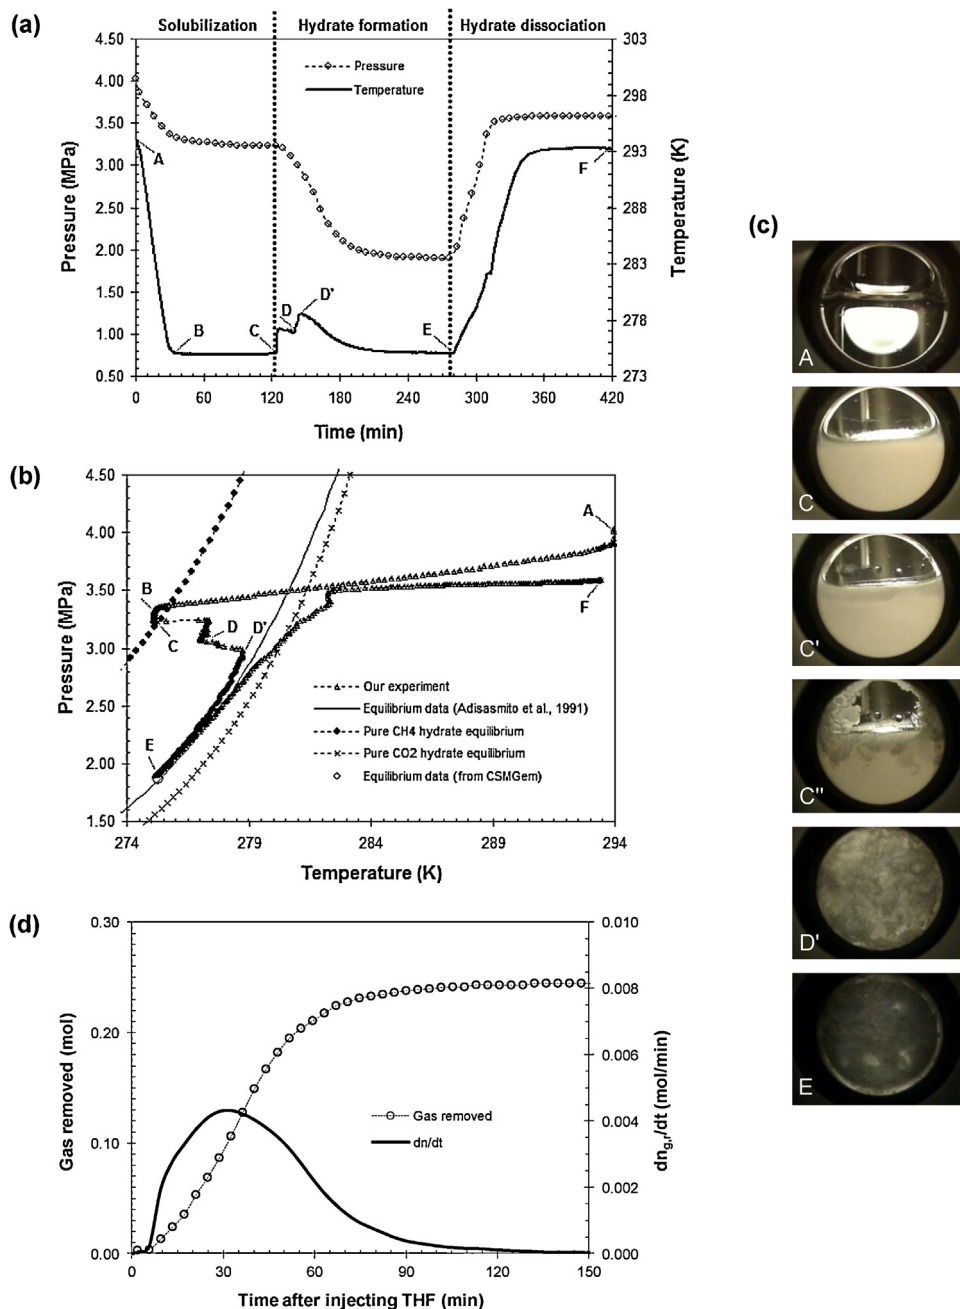 (a)
Solubilization Hydrate formation Hydrate dissociation
4.50 303
4.00 298
3.50 293
3.00 288
2.50
2.00 283
1.50
1.00 278
0.50 273
Pressure
Temperature
A
B
C
D
D'
E
F
Pressure (MPa)
Temperature (K)
0 60 120 180 240 300 360 420
Time (min)
(b)
4.50
4.00
3.50
3.00
2.50
2.00
1.50
A
B
C
D
D'
E
F
Our experiment
Equilibrium data (Adisasmito et al., 1991)
Pure CH4 hydrate equilibrium
Pure CO2 hydrate equilibrium
Equilibrium data (from CSMGem)
Pressure (MPa)
274 279 284 289 294
Temperature (K)
(c)
A
C
C'
C"
D'
E
(d)
0.30 0.010
0.008
0.20
0.006
0.004
0.10
0.002
0.00 0.000
Gas removed
dn/dt
Gas removed (mol)
dng,r/dt (mol/min)
0 30 60 90 120 150
Time after injecting THF (min)